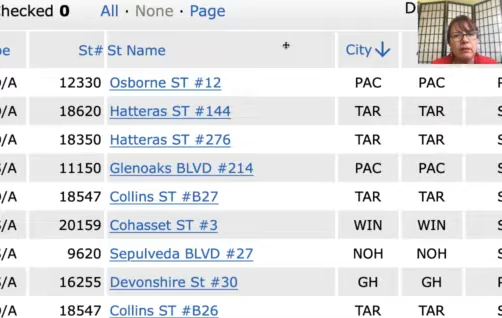 Checked 0 All · None · Page D
pe St# St Name City
/A 12330 Osborne ST #12 PAC PAC
/A 18620 Hatteras ST #144 TAR TAR S
/A 18350 Hatteras ST #276 TAR TAR S
/A 11150 Glenoaks BLVD #214 PAC PAC S
/A 18547 Collins ST #B27 TAR TAR S
/A 20159 Cohasset ST #3 WIN WIN S
/A 9620 Sepulveda BLVD #27 NOH NOH S
/A 16255 Devonshire St #30 GH GH
/A 18547 Collins ST #B26 TAR TAR S